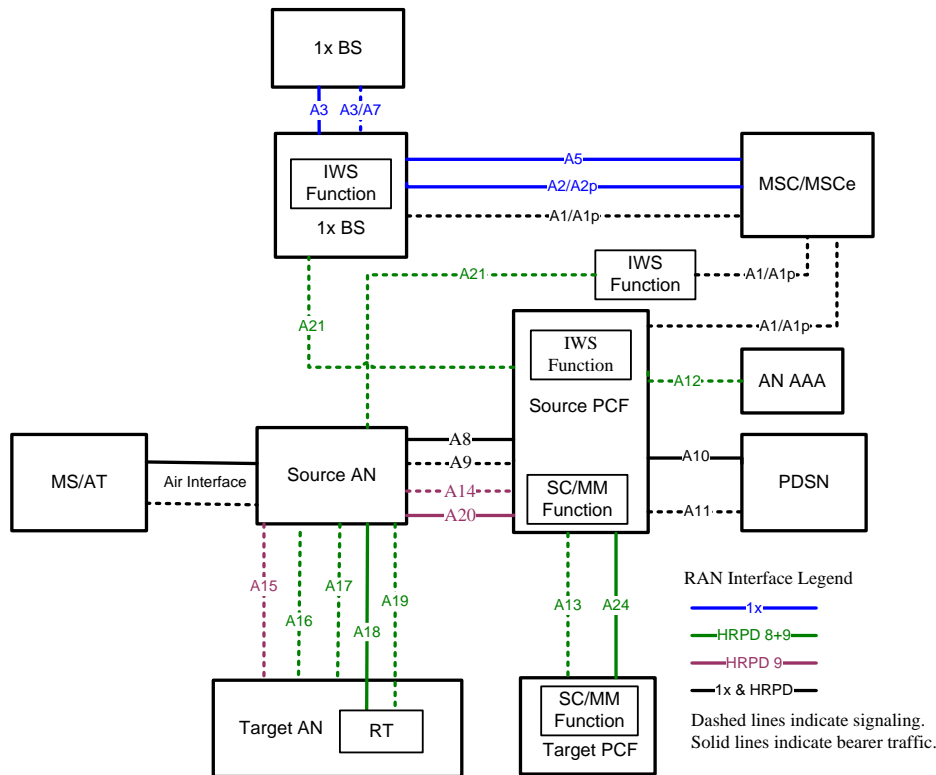 1x BS
A3
A3/A7
IWS
Function
1x BS
A5
A2/A2p
A1/A1p
MSC/MSCe
A21
IWS
Function
A1/A1p
A21
A1/A1p
IWS
Function
Source PCF
A12
AN AAA
MS/AT
Air Interface
Source AN
A8
A9
A14
A20
SC/MM
Function
A10
A11
PDSN
A15
A16
A17
A18
A19
A13
A24
Target AN
RT
SC/MM
Function
Target PCF
RAN Interface Legend
1x
HRPD 8+9
HRPD 9
1x & HRPD
Dashed lines indicate signaling.
Solid lines indicate bearer traffic.